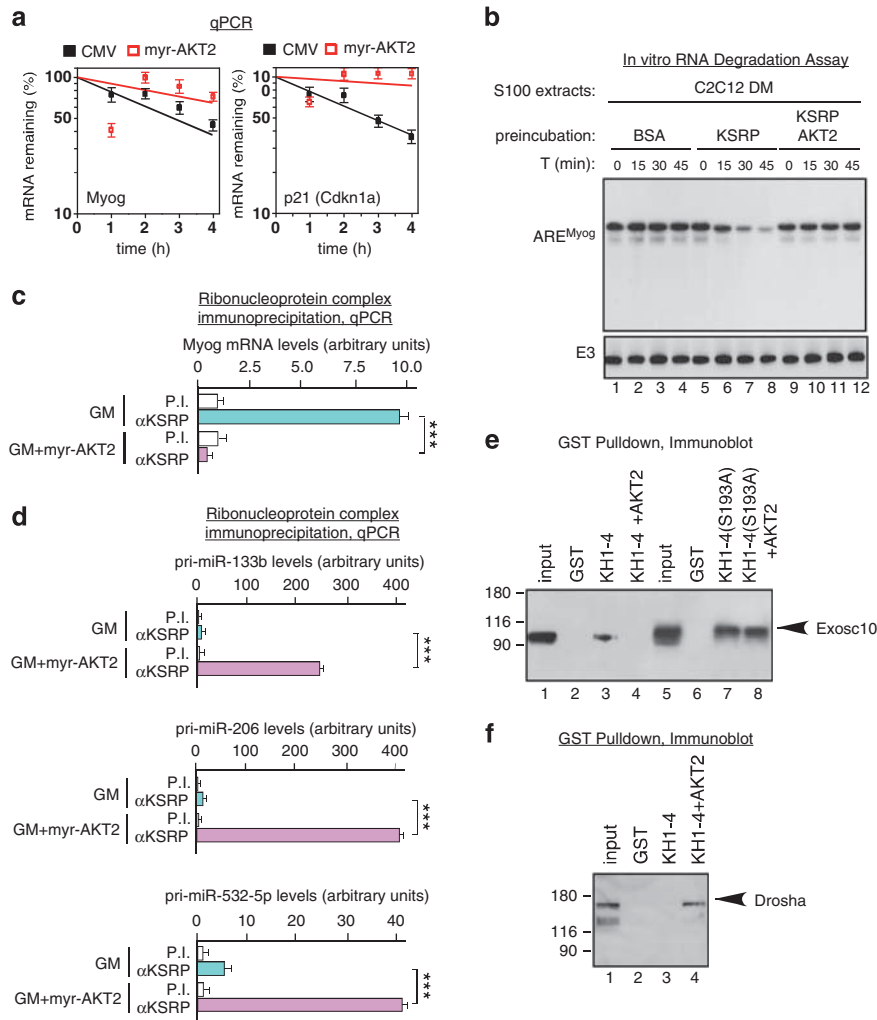 a
qPCR
CMV myr-AKT2
mRNA remaining (%)
100
50
10
Myog
0 1 2 3 4
time (h)
mRNA remaining (%)
10
0
50
10
p21 (Cdkn1a)
0 1 2 3 4
time (h)
b
In vitro RNA Degradation Assay
S100 extracts: C2C12 DM
preincubation: BSA KSRP KSRP AKT2
T (min): 0 15 30 45 0 15 30 45 0 15 30 45
ARE^Myog
E3
1 2 3 4 5 6 7 8 9 10 11 12
c
Ribonucleoprotein complex
immunoprecipitation, qPCR
Myog mRNA levels (arbitrary units)
0 2.5 5.0 7.5 10.0
GM P.I.
αKSRP
GM+myr-AKT2 P.I.
αKSRP
***
d
Ribonucleoprotein complex
immunoprecipitation, qPCR
pri-miR-133b levels (arbitrary units)
0 100 200 300 400
GM P.I.
αKSRP
GM+myr-AKT2 P.I.
αKSRP
***
pri-miR-206 levels (arbitrary units)
0 100 200 300 400
GM P.I.
αKSRP
GM+myr-AKT2 P.I.
αKSRP
***
pri-miR-532-5p levels (arbitrary units)
0 10 20 30 40
GM P.I.
αKSRP
GM+myr-AKT2 P.I.
αKSRP
***
e
GST Pulldown, Immunoblot
input
GST
KH1-4
KH1-4
+AKT2
input
GST
KH1-4(S193A)
KH1-4(S193A)
+AKT2
180
116
90
Exosc10
1 2 3 4 5 6 7 8
f
GST Pulldown, Immunoblot
input
GST
KH1-4
KH1-4+AKT2
180
116
90
Drosha
1 2 3 4